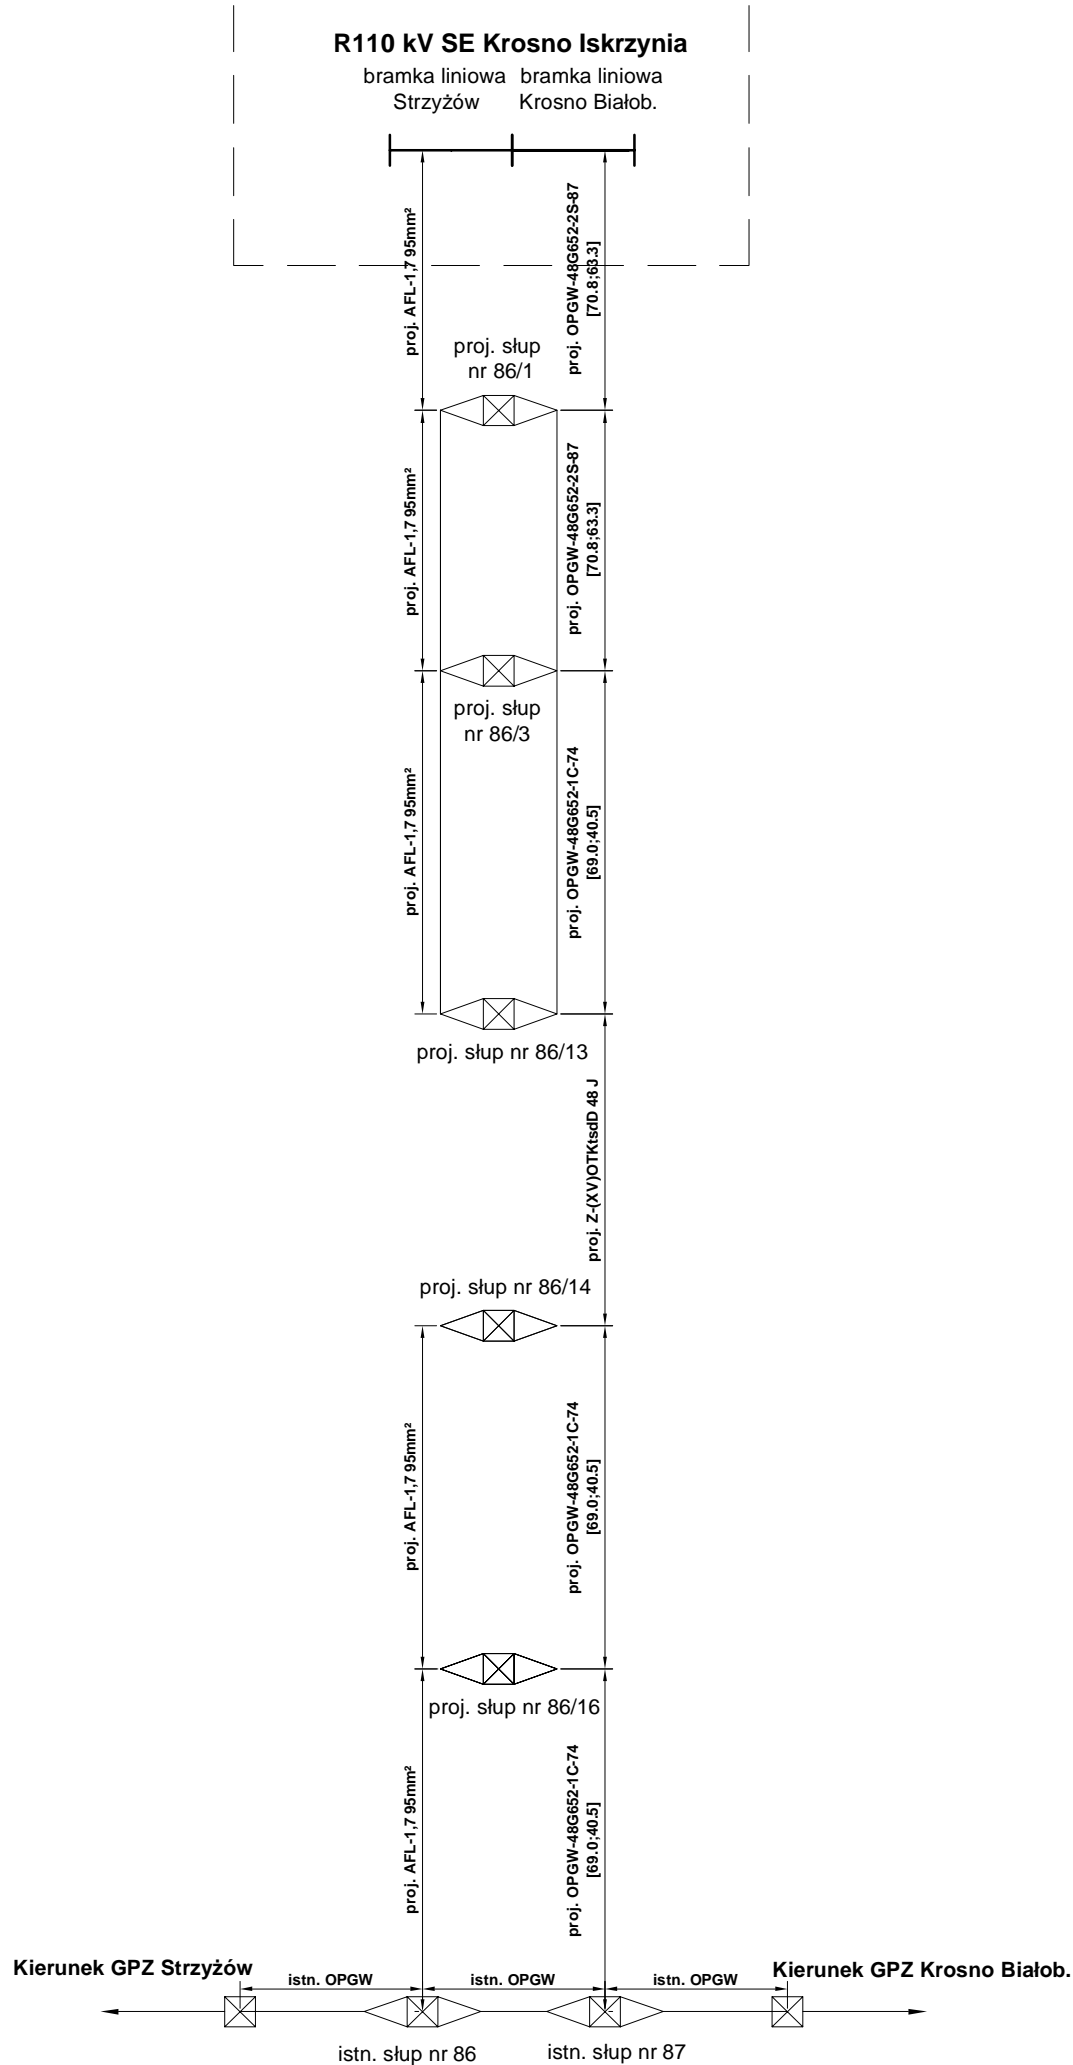 R110 kV SE Krosno Iskrzynia
bramka liniowa
Strzyżów
bramka liniowa
Krosno Białob.
proj. AFL-1,7 95mm²
proj. OPGW-48G652-2S-87
[70.8;63.3]
proj. słup
nr 86/1
proj. AFL-1,7 95mm²
proj. OPGW-48G652-2S-87
[70.8;63.3]
proj. słup
nr 86/3
proj. AFL-1,7 95mm²
proj. OPGW-48G652-1C-74
[69.0;40.5]
proj. słup nr 86/13
proj. Z-(XV)OTKtsdD 48 J
proj. słup nr 86/14
proj. AFL-1,7 95mm²
proj. OPGW-48G652-1C-74
[69.0;40.5]
proj. słup nr 86/16
proj. AFL-1,7 95mm²
proj. OPGW-48G652-1C-74
[69.0;40.5]
Kierunek GPZ Strzyżów
istn. OPGW
istn. OPGW
istn. OPGW
Kierunek GPZ Krosno Białob.
istn. słup nr 86
istn. słup nr 87